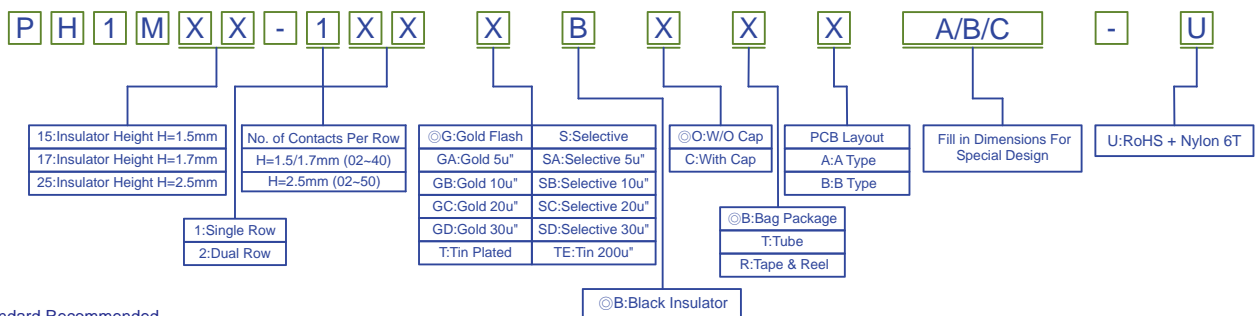 PH1MXX-1XX X B X X X A/B/C - U
15:Insulator Height H=1.5mm
17:Insulator Height H=1.7mm
25:Insulator Height H=2.5mm
1:Single Row
2:Dual Row
No. of Contacts Per Row
H=1.5/1.7mm (02~40)
H=2.5mm (02~50)
◎G:Gold Flash S:Selective
GA:Gold 5u" SA:Selective 5u"
GB:Gold 10u" SB:Selective 10u"
GC:Gold 20u" SC:Selective 20u"
GD:Gold 30u" SD:Selective 30u"
T:Tin Plated TE:Tin 200u"
◎B:Black Insulator
◎O:W/O Cap
C:With Cap
◎B:Bag Package
T:Tube
R:Tape & Reel
PCB Layout
A:A Type
B:B Type
Fill in Dimensions For
Special Design
U:RoHS + Nylon 6T
Recommended